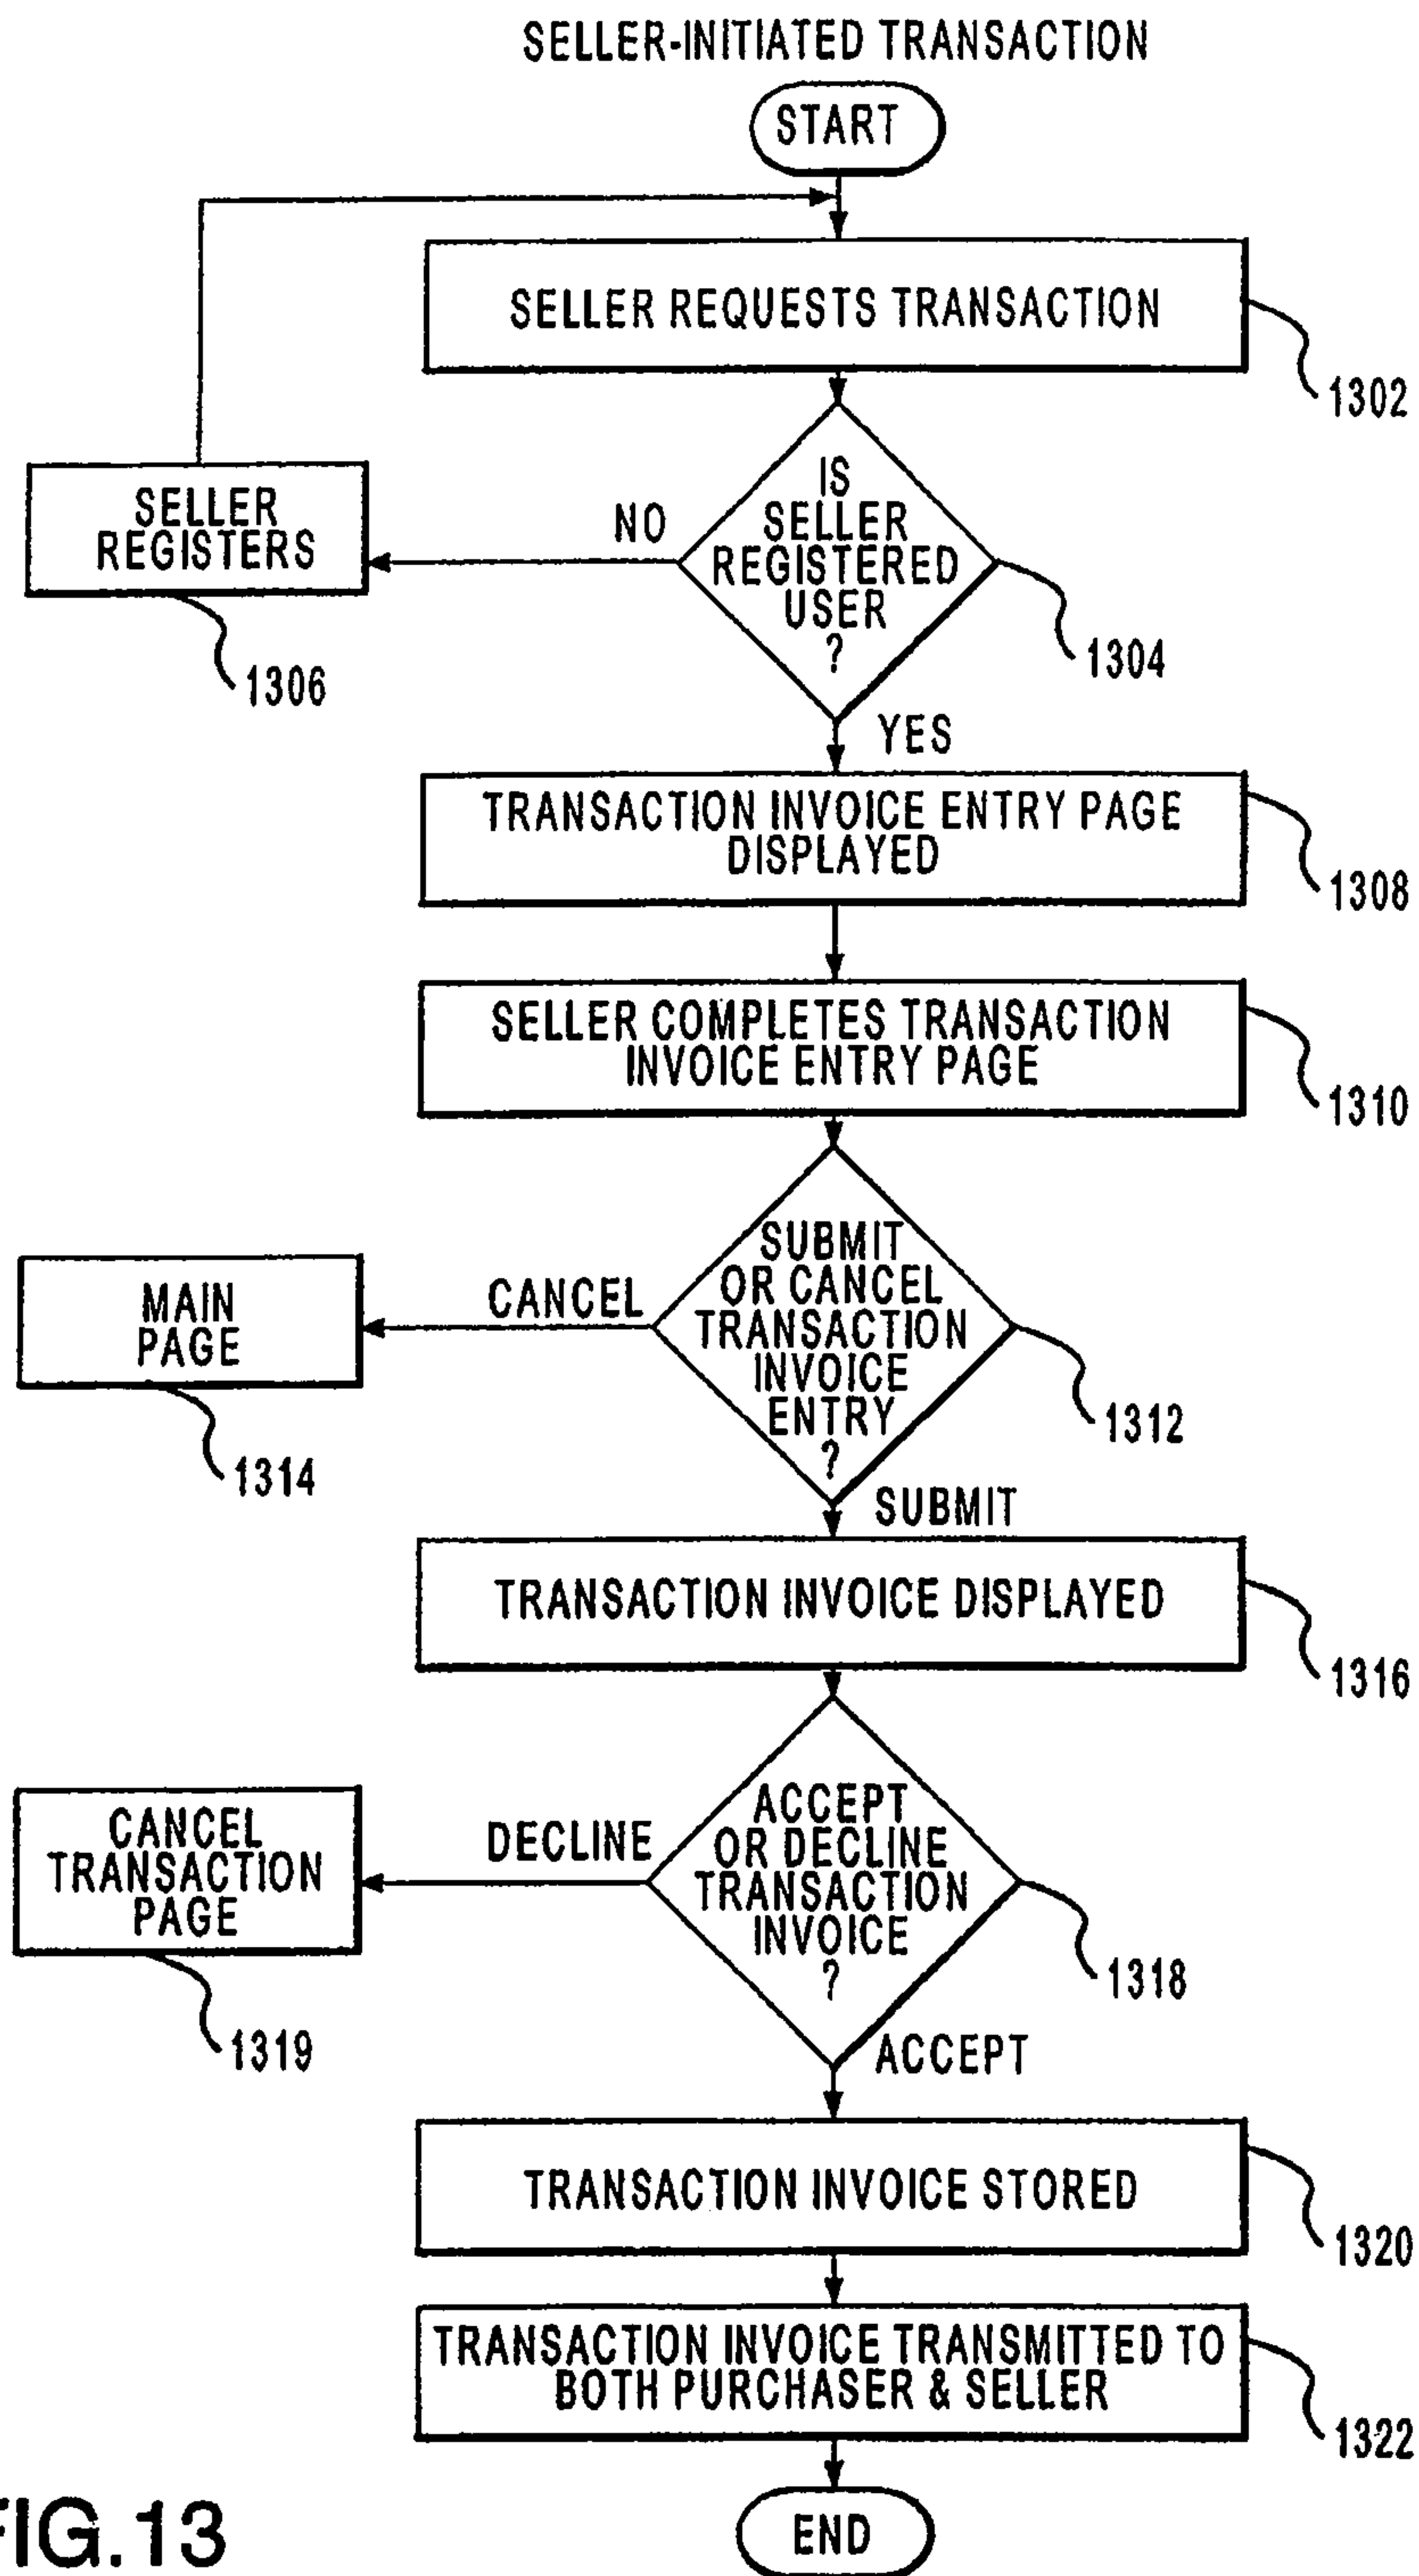 SELLER-INITIATED TRANSACTION
START
SELLER REQUESTS TRANSACTION
1302
IS
SELLER
REGISTERED
USER
?
1304
NO
SELLER
REGISTERS
1306
YES
TRANSACTION INVOICE ENTRY PAGE
DISPLAYED
1308
SELLER COMPLETES TRANSACTION
INVOICE ENTRY PAGE
1310
SUBMIT
OR CANCEL
TRANSACTION
INVOICE
ENTRY
?
1312
CANCEL
MAIN
PAGE
1314
SUBMIT
TRANSACTION INVOICE DISPLAYED
1316
ACCEPT
OR DECLINE
TRANSACTION
INVOICE
?
1318
DECLINE
CANCEL
TRANSACTION
PAGE
1319
ACCEPT
TRANSACTION INVOICE STORED
1320
TRANSACTION INVOICE TRANSMITTED TO
BOTH PURCHASER & SELLER
1322
END
FIG.13